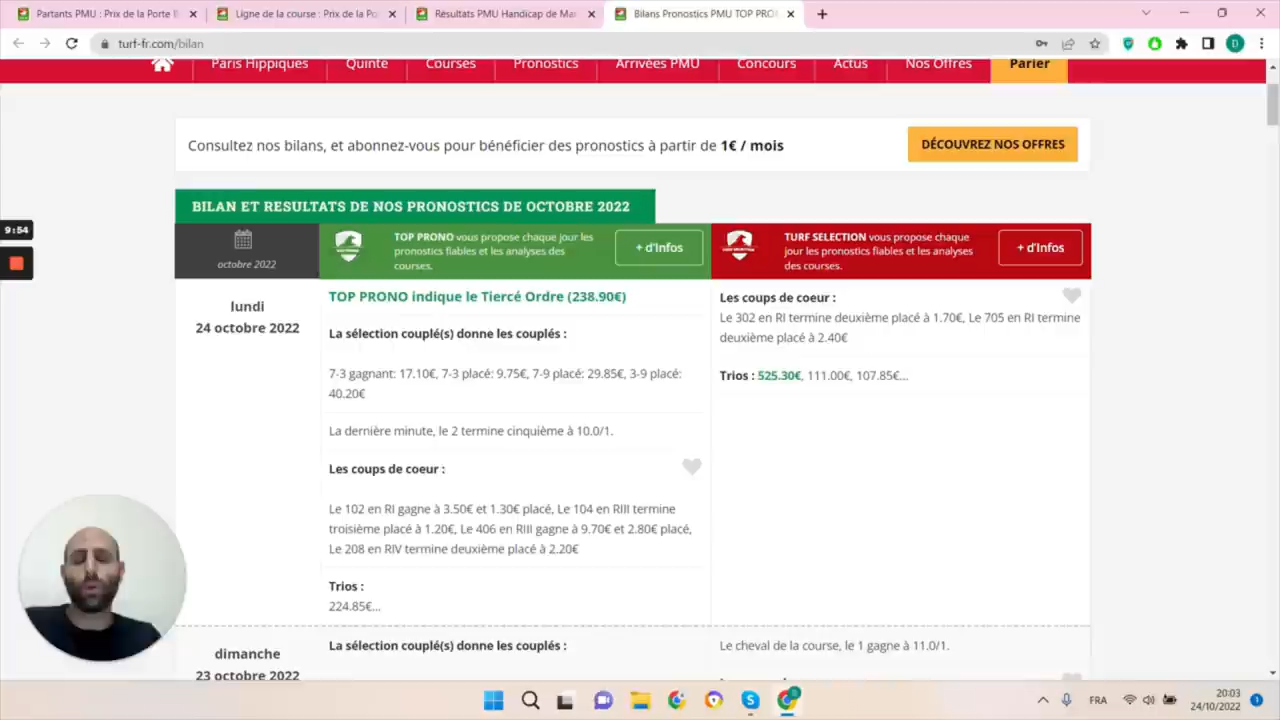 Partants PMU : Prix de la Porte
Ligne de la course : Prix de la Po
Résultats PMU Handicap de Mar
Bilans Pronostics PMU TOP PRO
turf-fr.com/bilan
Paris Hippiques
Quinté
Courses
Pronostics
Arrivées PMU
Concours
Actus
Nos Offres
Parier
Consultez nos bilans, et abonnez-vous pour bénéficier des pronostics à partir de 1€ / mois
DÉCOUVREZ NOS OFFRES
BILAN ET RESULTATS DE NOS PRONOSTICS DE OCTOBRE 2022
9:54
octobre 2022
TOP PRONO vous propose chaque jour les
pronostics fiables et les analyses des
courses.
+ d'Infos
TURF SELECTION vous propose chaque
jour les pronostics fiables et les analyses
des courses.
+ d'Infos
lundi
24 octobre 2022
TOP PRONO indique le Tiercé Ordre (238.90€)
La sélection couplé(s) donne les couplés :
7-3 gagnant: 17.10€, 7-3 placé: 9.75€, 7-9 placé: 29.85€, 3-9 placé:
40.20€
La dernière minute, le 2 termine cinquième à 10.0/1.
Les coups de coeur :
Le 102 en RI gagne à 3.50€ et 1.30€ placé, Le 104 en RIII termine
troisième placé à 1.20€, Le 406 en RIII gagne à 9.70€ et 2.80€ placé,
Le 208 en RIV termine deuxième placé à 2.20€
Trios :
224.85€...
Les coups de coeur :
Le 302 en RI termine deuxième placé à 1.70€, Le 705 en RI termine
deuxième placé à 2.40€
Trios : 525.30€, 111.00€, 107.85€...
dimanche
23 octobre 2022
La sélection couplé(s) donne les couplés :
Le cheval de la course, le 1 gagne à 11.0/1.
FRA
20:03
24/10/2022